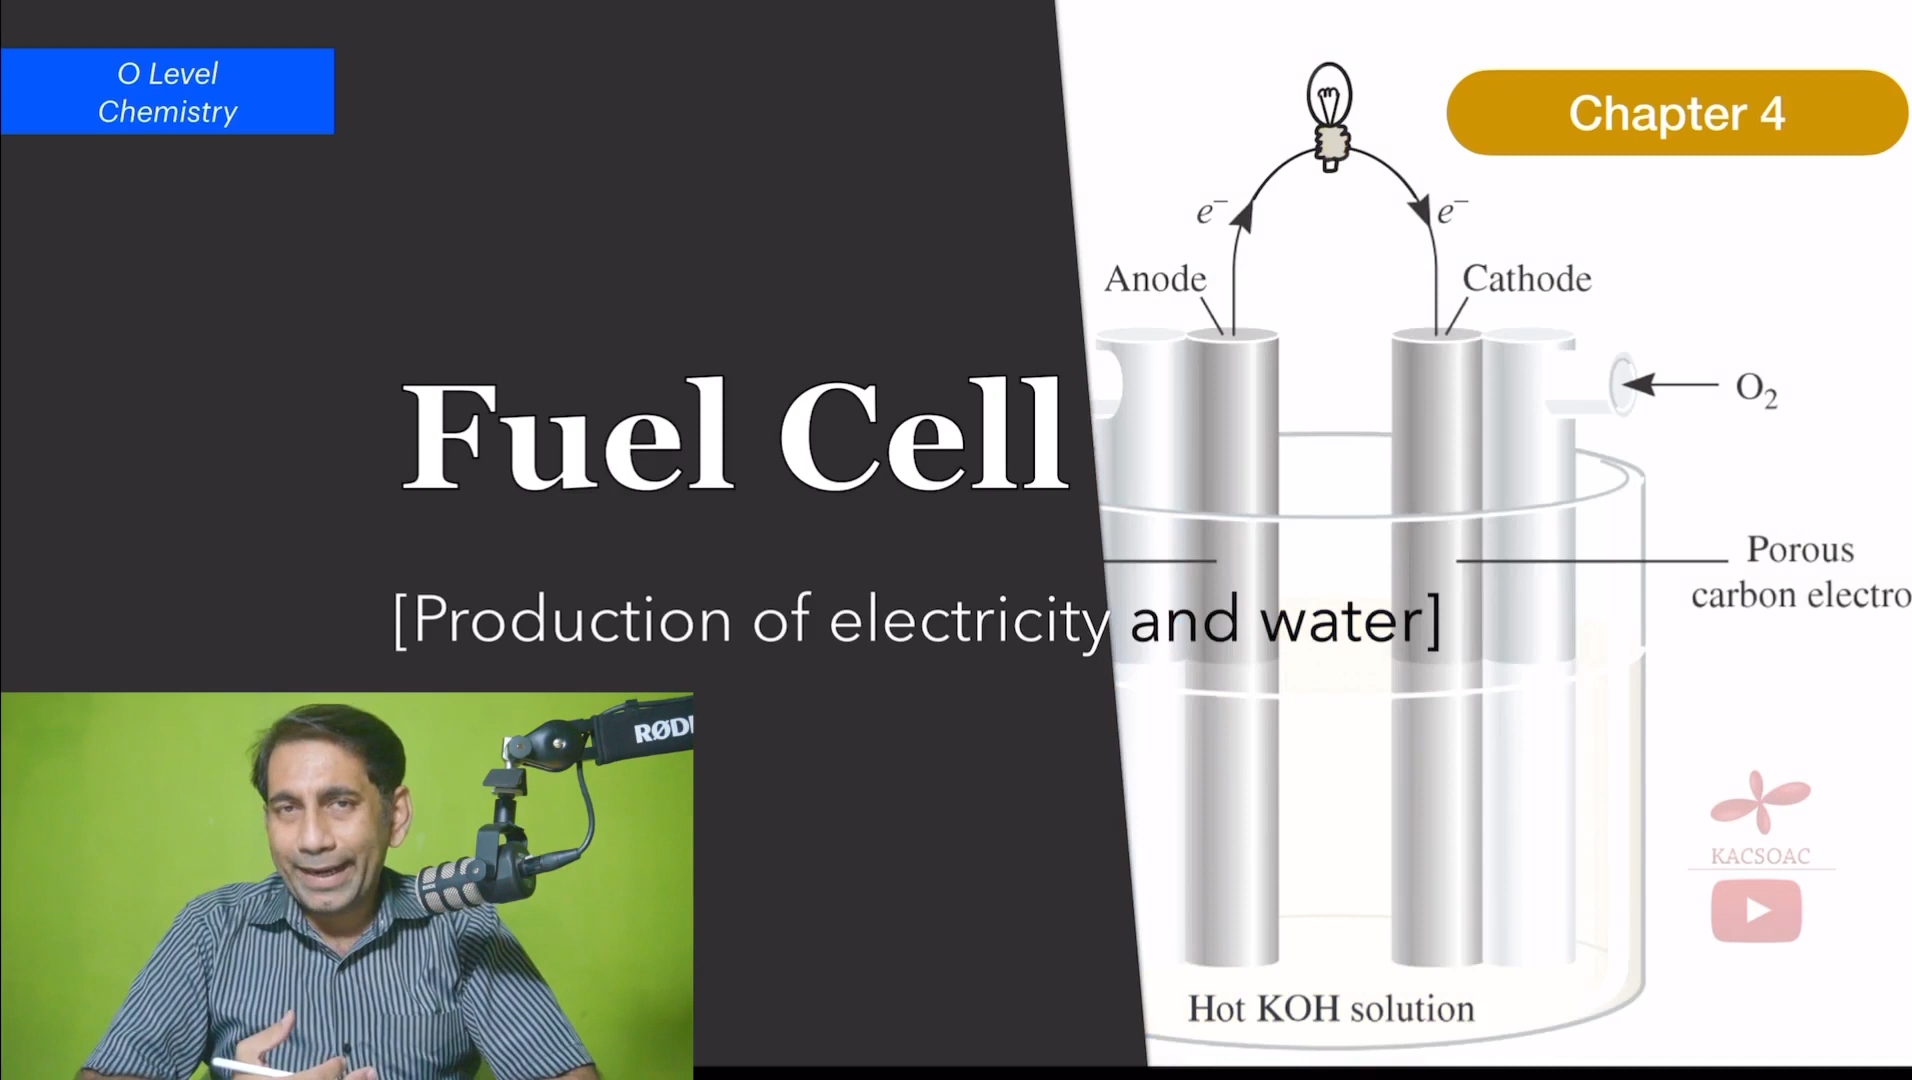 O Level
Chemistry
Chapter 4
e⁻
e⁻
Anode
Cathode
O₂
Fuel Cell
Porous
carbon electro
[Production of electricity and water]
RØDE
KACSOAC
Hot KOH solution